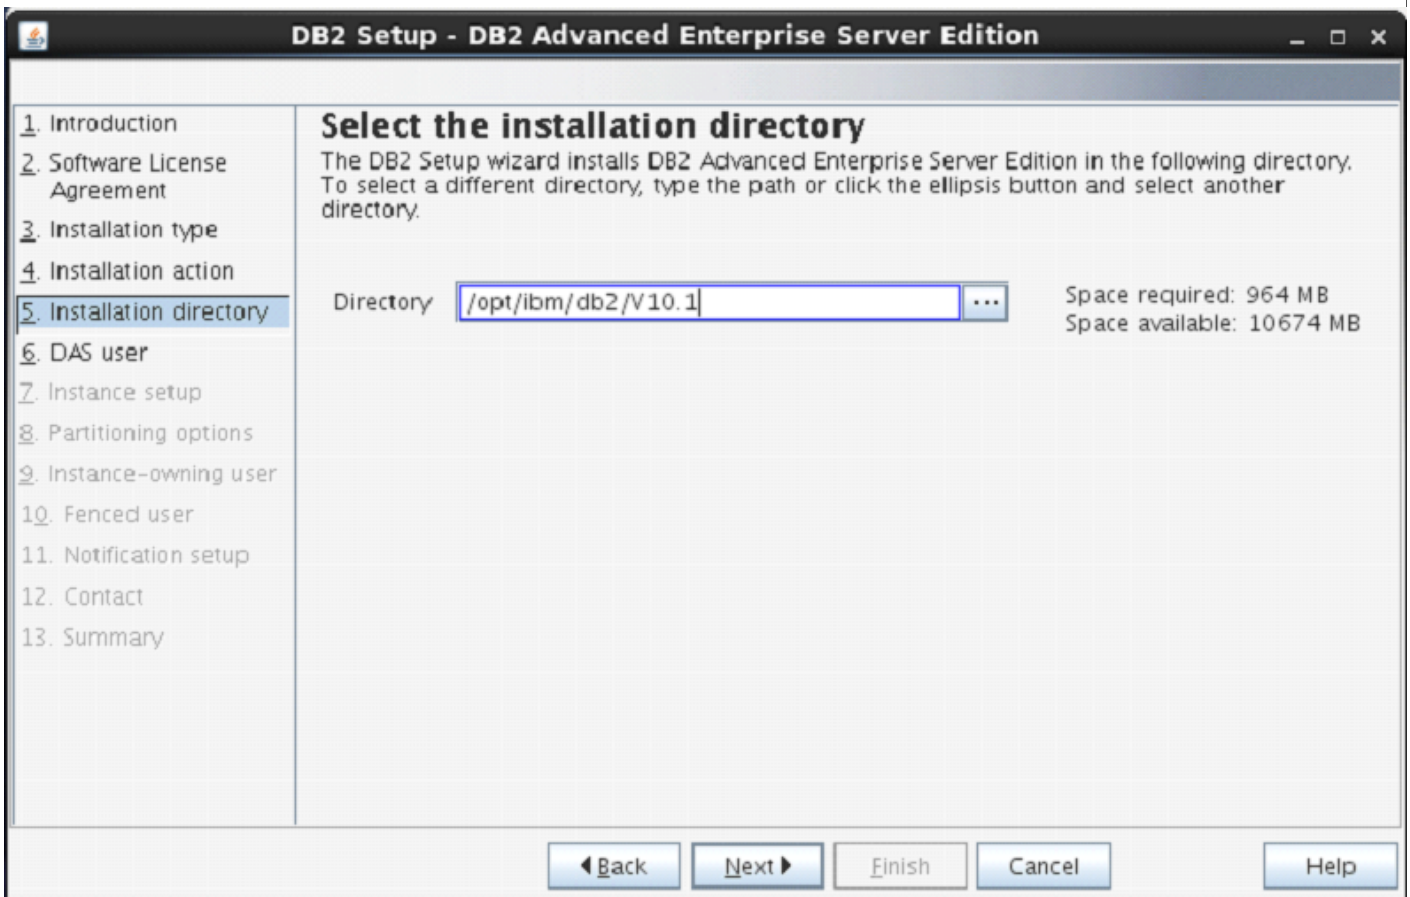 DB2 Setup - DB2 Advanced Enterprise Server Edition
1. Introduction
2. Software License
Agreement
3. Installation type
4. Installation action
5. Installation directory
6. DAS user
7. Instance setup
8. Partitioning options
9. Instance-owning user
10. Fenced user
11. Notification setup
12. Contact
13. Summary
Select the installation directory
The DB2 Setup wizard installs DB2 Advanced Enterprise Server Edition in the following directory.
To select a different directory, type the path or click the ellipsis button and select another
directory.
Directory /opt/ibm/db2/V10.1 ... Space required: 964 MB
Space available: 10674 MB
Back Next Finish Cancel Help